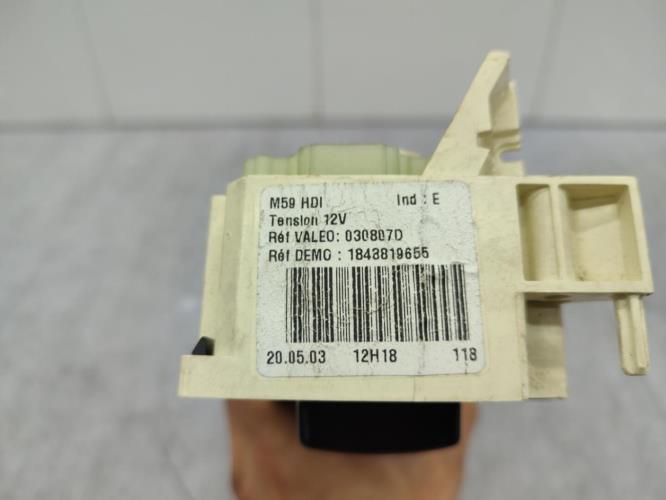 M59 HDI Ind : E
Tension 12V
Réf VALEO: 030807D
Réf DEMO : 1843819655
20.05.03 12H18 118